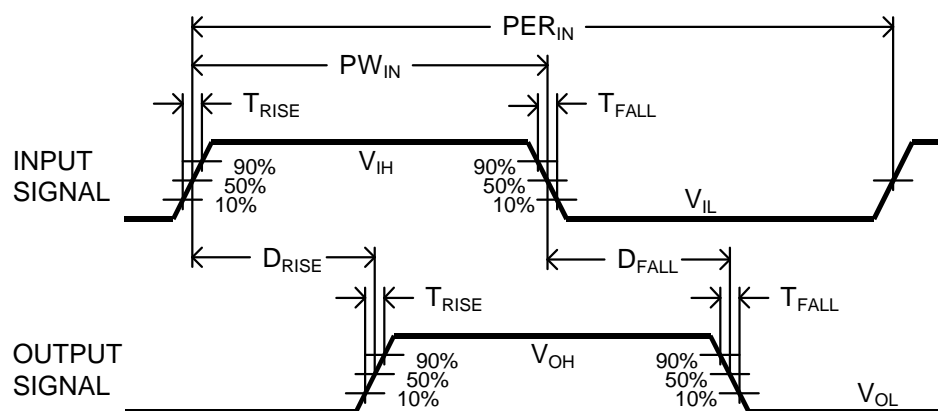 PER_IN
PW_IN
T_RISE
T_FALL
INPUT
SIGNAL
V_IH
90%
50%
10%
90%
50%
10%
V_IL
D_RISE
D_FALL
T_RISE
T_FALL
OUTPUT
SIGNAL
V_OH
90%
50%
10%
90%
50%
10%
V_OL